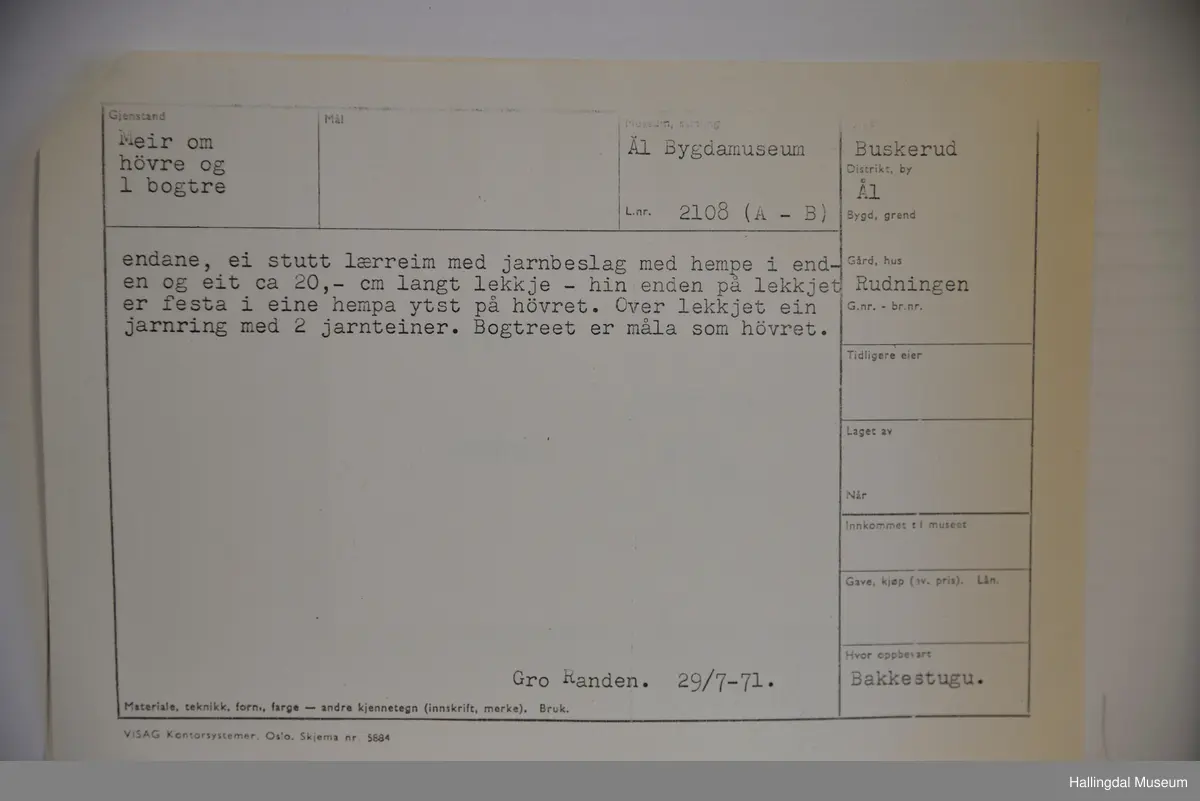 Gjenstand
Meir om
hövre og
1 bogtre
Mål
Museum,
Ål Bygdamuseum
L.nr. 2108 (A - B)
Buskerud
Distrikt, by
Ål
Bygd, grend
Gård, hus
Rudningen
G.nr. - br.nr.
Tidligere eier
Laget av
Når
Innkommet til museet
Gave, kjøp (av. pris). Lån.
Hvor oppbevart
Bakkestugu.
endane, ei stutt lærreim med jarnbeslag med hempe i end-
en og eit ca 20,- cm langt lekkje - hin enden på lekkjet
er festa i eine hempa ytst på hövret. Over lekkjet ein
jarnring med 2 jarnteiner. Bogtreet er måla som hövret.
Gro Randen. 29/7-71.
Materiale, teknikk, form, farge — andre kjennetegn (innskrift, merke). Bruk.
VISAG Kontorsystemer. Oslo. Skjema nr. 5884
Hallingdal Museum